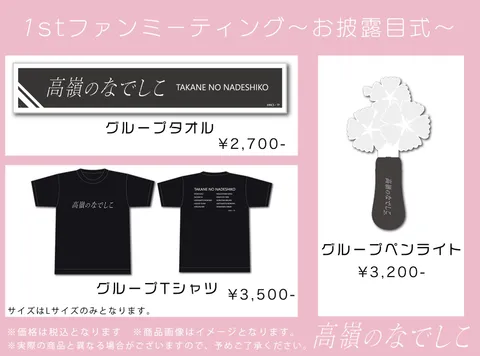 1stファンミーティング～お披露目式～
高嶺のなでしこ TAKANE NO NADESHIKO
グループタオル
¥2,700-
高嶺のなでしこ
TAKANE NO NADESHIKO
グループTシャツ ¥3,500-
サイズはLサイズのみとなります。
高嶺のなでしこ
グループペンライト
¥3,200-
※価格は税込となります ※商品画像はイメージとなります。
※実際の商品と異なる場合がございますので、予めご了承ください。
高嶺のなでしこ